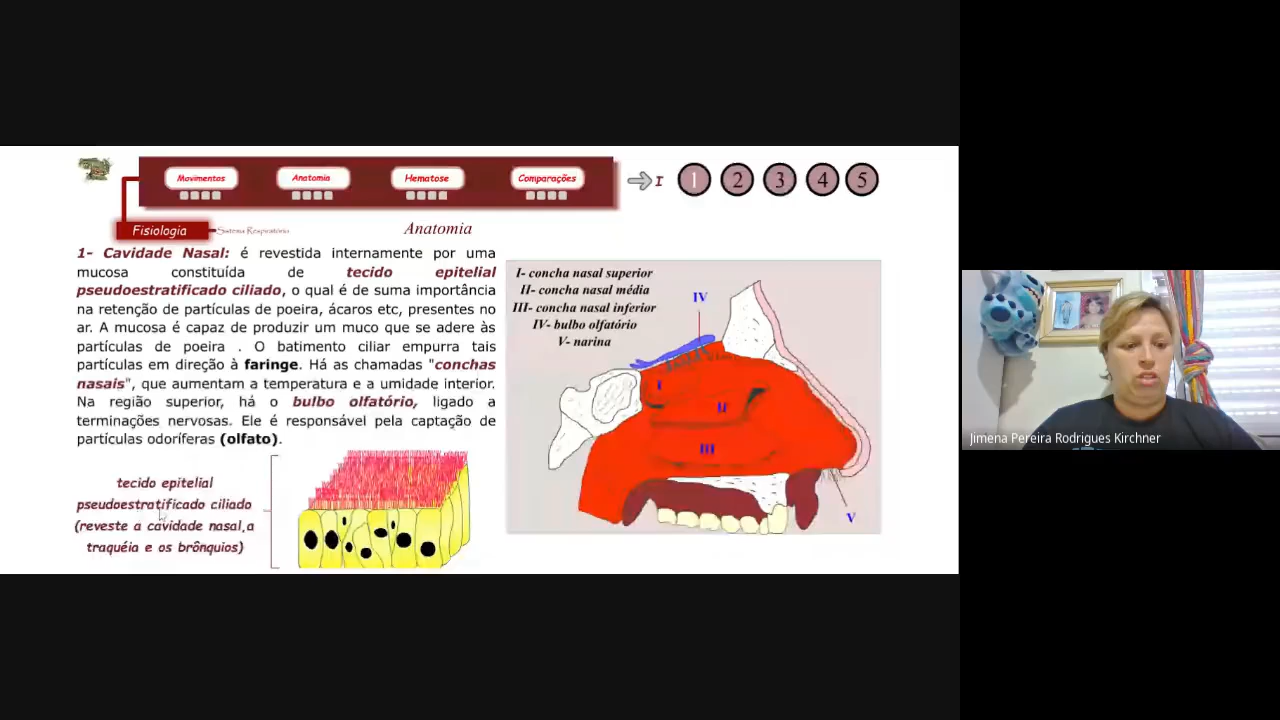 Movimentos
Anatomia
Hematose
Comparações
I
1
2
3
4
5
Fisiologia
Sistema Respiratório
Anatomia
1- Cavidade Nasal: é revestida internamente por uma
mucosa constituída de tecido epitelial
pseudoestratificado ciliado, o qual é de suma importância
na retenção de partículas de poeira, ácaros etc, presentes no
ar. A mucosa é capaz de produzir um muco que se adere às
partículas de poeira . O batimento ciliar empurra tais
partículas em direção à faringe. Há as chamadas "conchas
nasais", que aumentam a temperatura e a umidade interior.
Na região superior, há o bulbo olfatório, ligado a
terminações nervosas. Ele é responsável pela captação de
partículas odoríferas (olfato).
tecido epitelial
pseudoestratificado ciliado
(reveste a cavidade nasal,a
traquéia e os brônquios)
I- concha nasal superior
II- concha nasal média
III- concha nasal inferior
IV- bulbo olfatório
V- narina
IV
I
II
III
V
Jimena Pereira Rodrigues Kirchner